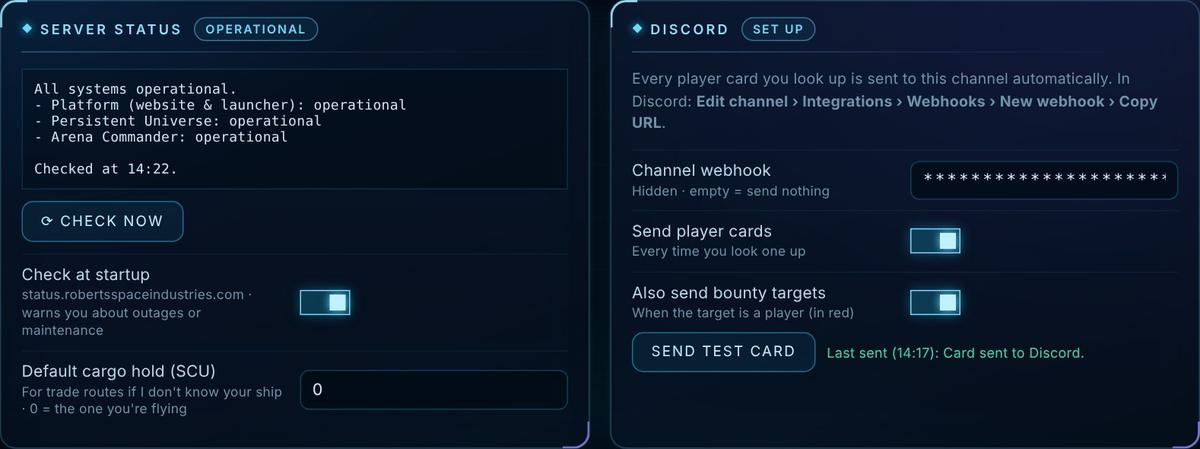 SERVER STATUS
OPERATIONAL
All systems operational.
- Platform (website & launcher): operational
- Persistent Universe: operational
- Arena Commander: operational
Checked at 14:22.
⟳ CHECK NOW
Check at startup
status.robertsspaceindustries.com ·
warns you about outages or
maintenance
Default cargo hold (SCU)
For trade routes if I don't know your ship
· 0 = the one you're flying
0
DISCORD
SET UP
Every player card you look up is sent to this channel automatically. In
Discord: Edit channel › Integrations › Webhooks › New webhook › Copy
URL.
Channel webhook
Hidden · empty = send nothing
*************************
Send player cards
Every time you look one up
Also send bounty targets
When the target is a player (in red)
SEND TEST CARD
Last sent (14:17): Card sent to Discord.